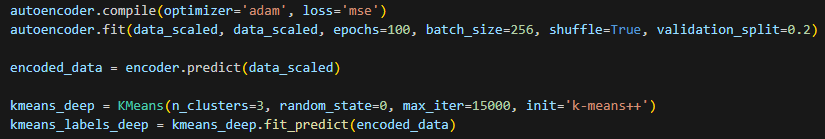 autoencoder.compile(optimizer='adam', loss='mse')
autoencoder.fit(data_scaled, data_scaled, epochs=100, batch_size=256, shuffle=True, validation_split=0.2)
encoded_data = encoder.predict(data_scaled)
kmeans_deep = KMeans(n_clusters=3, random_state=0, max_iter=15000, init='k-means++')
kmeans_labels_deep = kmeans_deep.fit_predict(encoded_data)